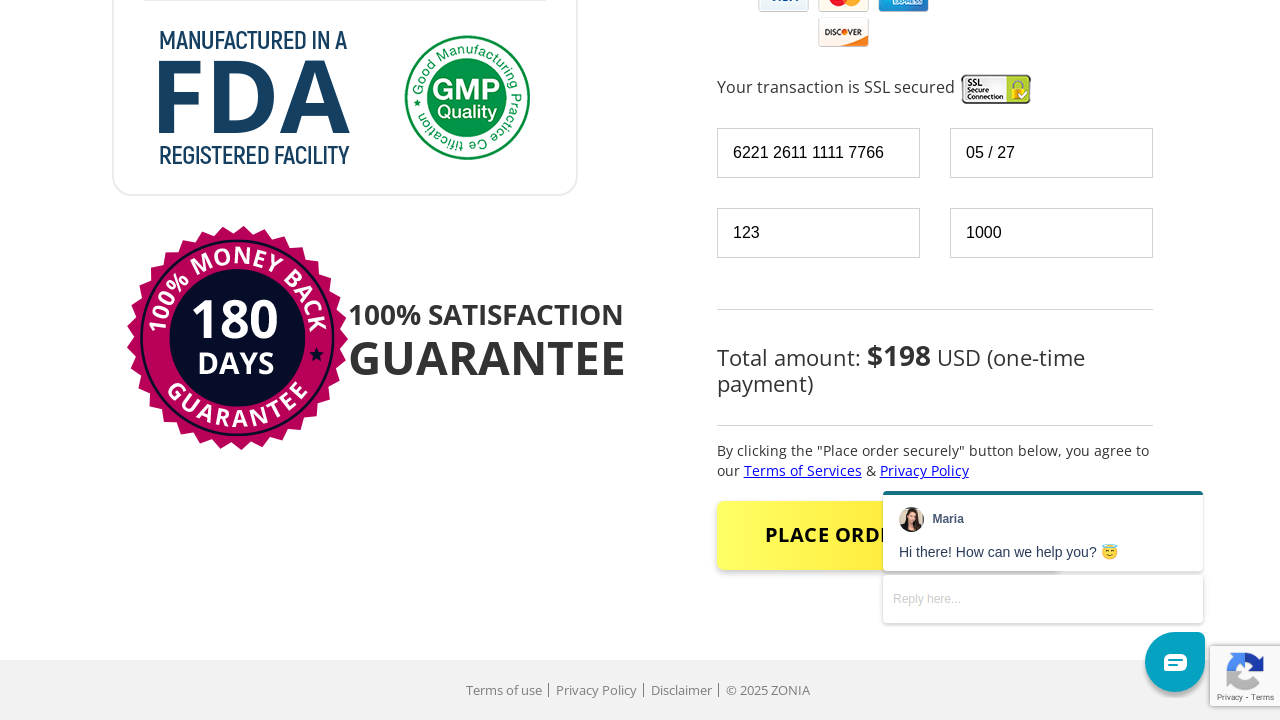 MANUFACTURED IN A
FDA
REGISTERED FACILITY
Good Manufacturing Practice Ce tification
GMP
Quality
100% MONEY BACK
180
DAYS
GUARANTEE
100% SATISFACTION
GUARANTEE
EXPRESS
DISCOVER
Your transaction is SSL secured
SSL
Secure
Connection
6221 2611 1111 7766
05 / 27
123
1000
Total amount: $198 USD (one-time
payment)
By clicking the "Place order securely" button below, you agree to
our Terms of Services & Privacy Policy
PLACE ORD
Maria
Hi there! How can we help you? 😇
Reply here...
Terms of use
Privacy Policy
Disclaimer
© 2025 ZONIA
Privacy - Terms